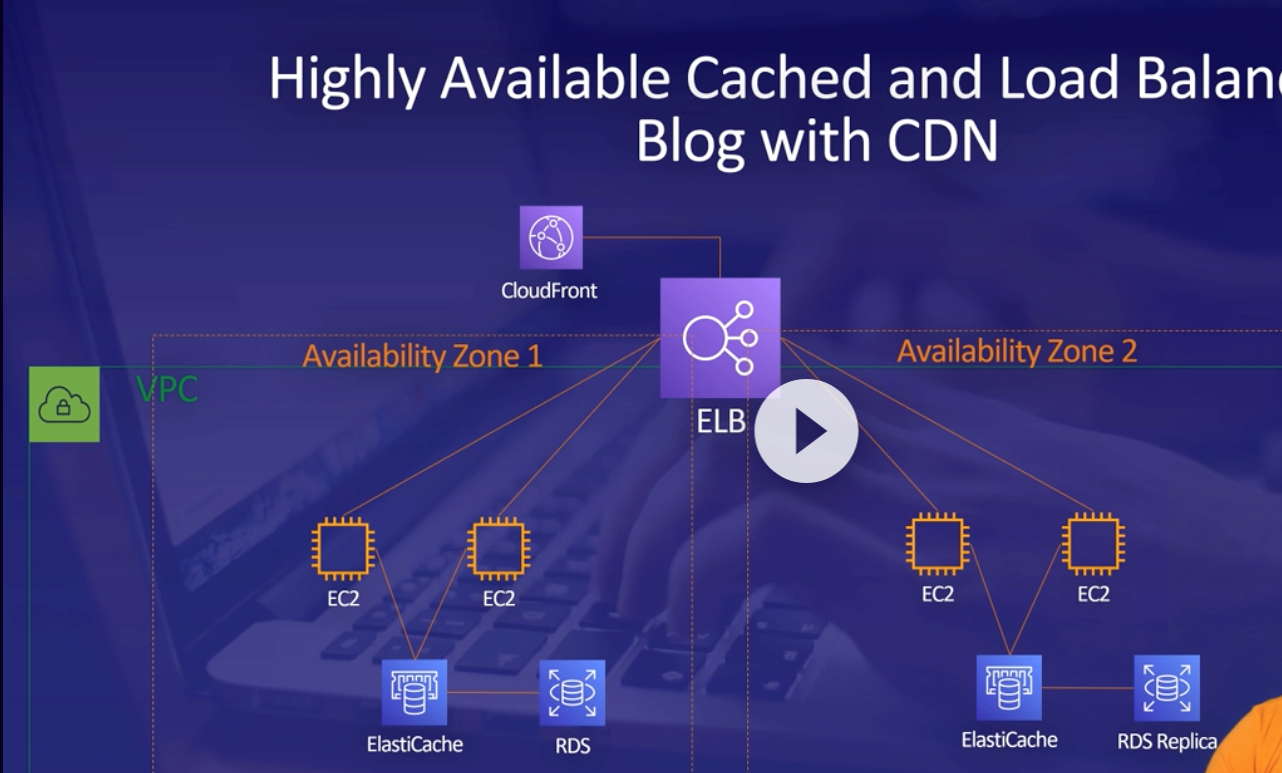 Highly Available Cached and Load Balanc
Blog with CDN
CloudFront
Availability Zone 1
Availability Zone 2
VPC
ELB
EC2
EC2
EC2
EC2
ElastiCache
RDS
ElastiCache
RDS Replica